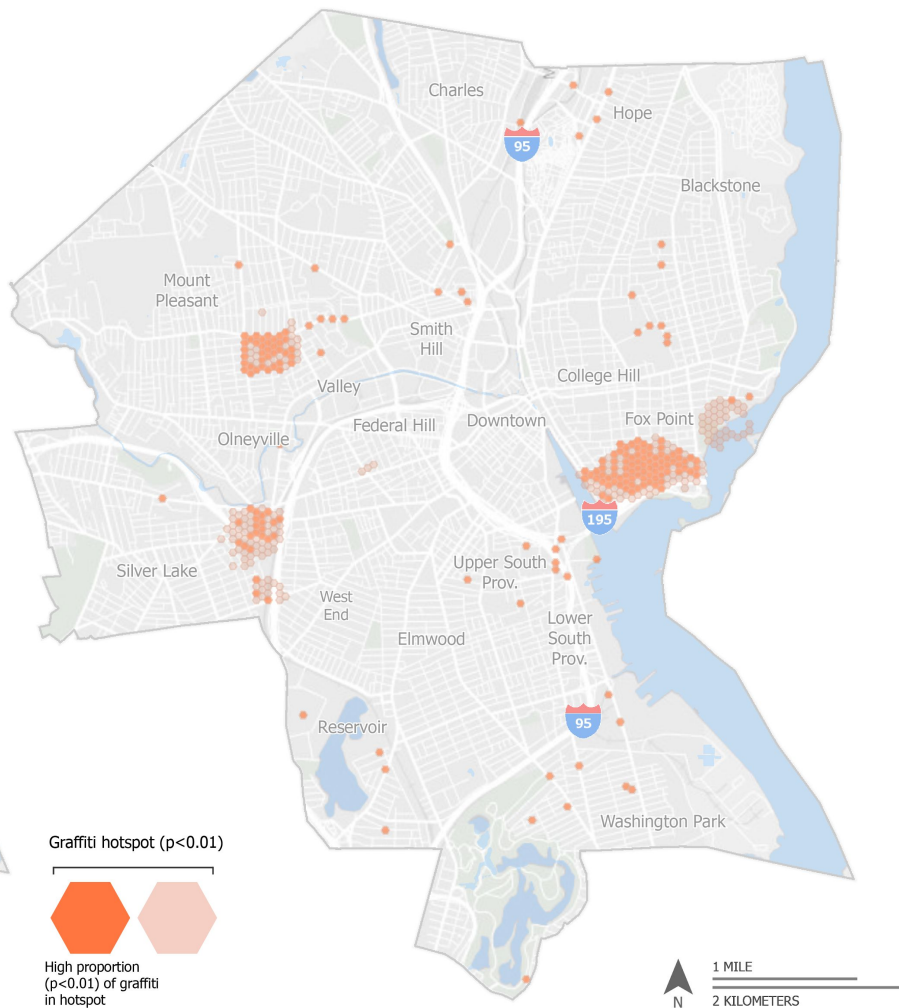 Charles
Hope
95
Blackstone
Mount
Pleasant
Smith
Hill
College Hill
Valley
Federal Hill
Downtown
Fox Point
Olneyville
195
Upper South
Prov.
Silver Lake
West
End
Elmwood
Lower
South
Prov.
95
Reservoir
Washington Park
Graffiti hotspot (p<0.01)
High proportion
(p<0.01) of graffiti
in hotspot
N
1 MILE
2 KILOMETERS